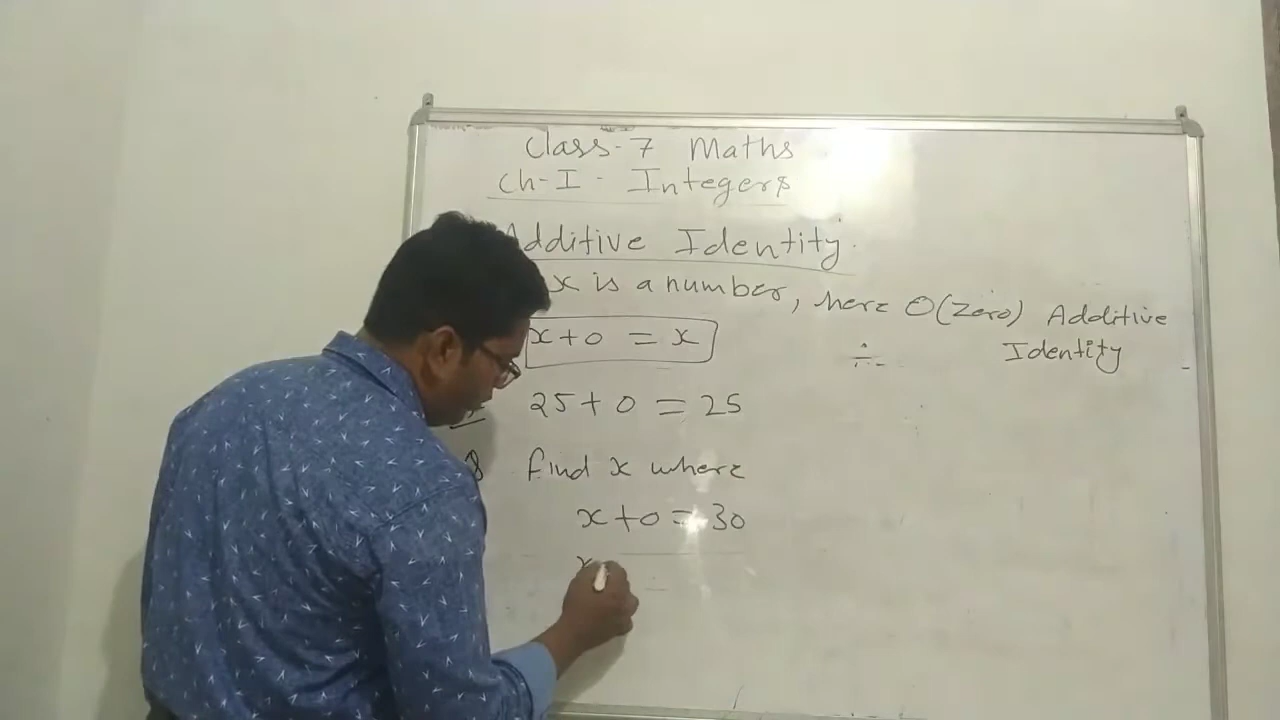 Class-7 Maths
Ch-I - Integers
Additive Identity.
x is a number, here 0(Zero) Additive
Identity
x+0 = x
÷
25+0 = 25
Find x where
x+0 = 30
x